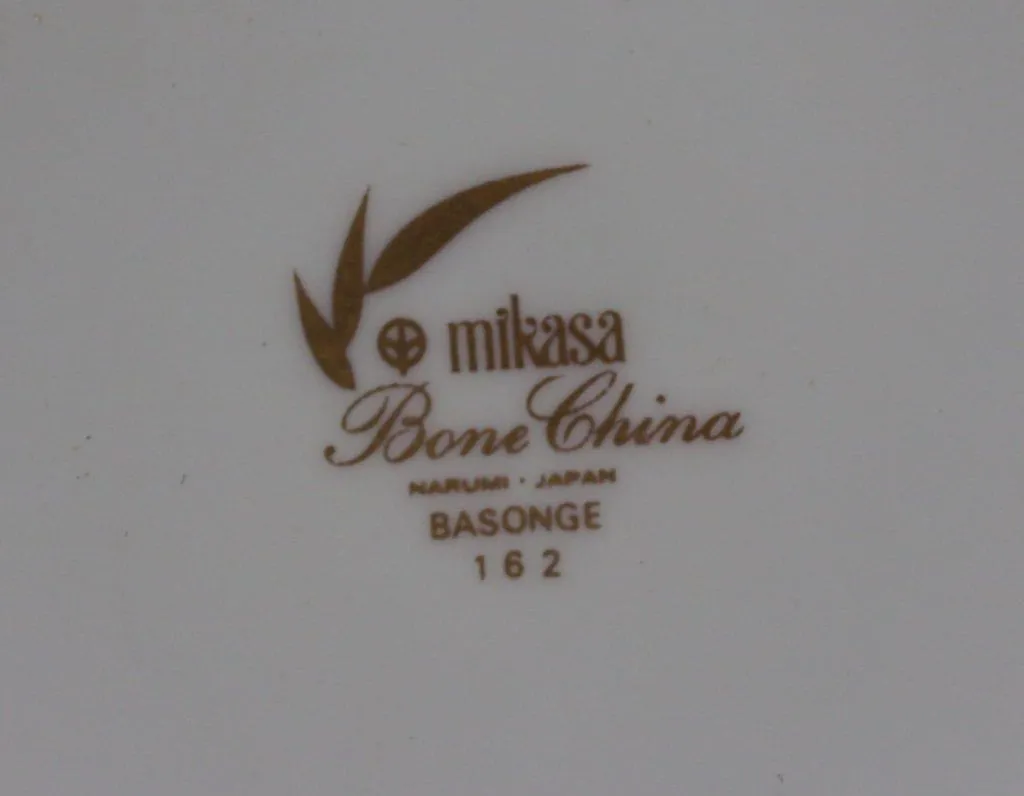 mikasa
Bone China
NARUMI · JAPAN
BASONGE
162